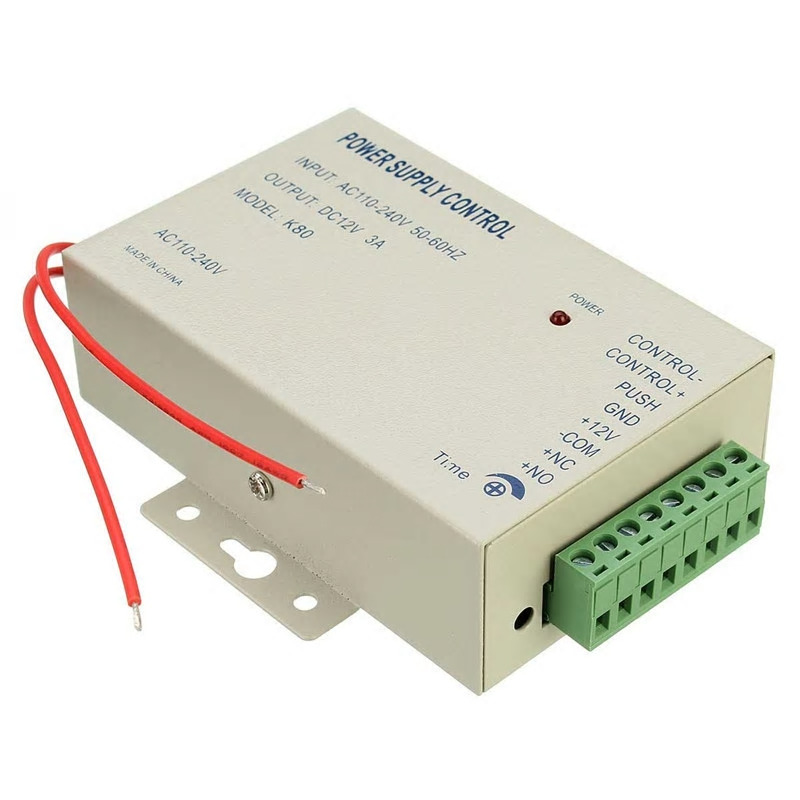 POWER SUPPLY CONTROL
INPUT: AC110-240V 50-60HZ
OUTPUT: DC12V 3A
MODEL: K80
AC110-240V
MADE IN CHINA
POWER
CONTROL-
CONTROL+
PUSH
GND
+12V
-COM
+NC
+NO
Time